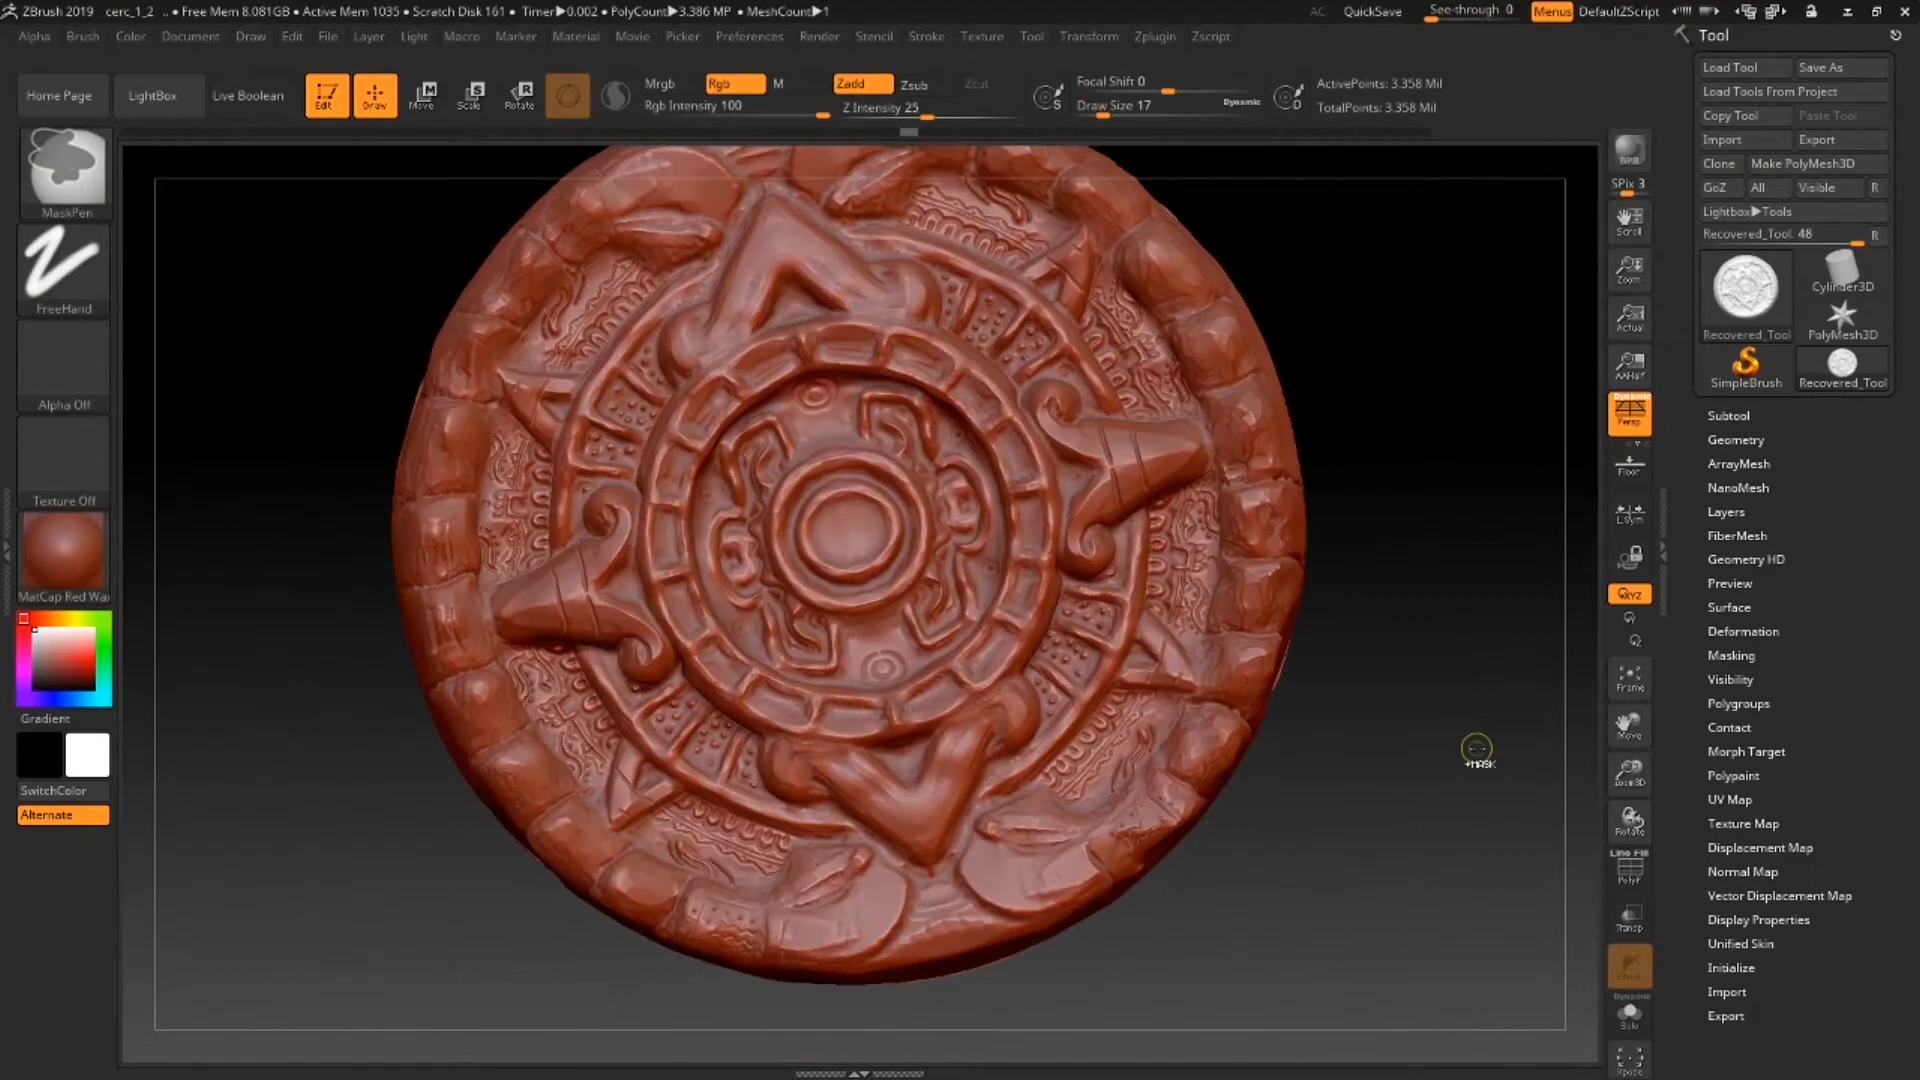 ZBrush 2019 cerc_1_2 .. • Free Mem 8.081GB • Active Mem 1035 • Scratch Disk 161 • Timer▶0.002 • PolyCount▶3.386 MP • MeshCount▶1
AC QuickSave See-through 0 Menus DefaultZScript
Alpha Brush Color Document Draw Edit File Layer Light Macro Marker Material Movie Picker Preferences Render Stencil Stroke Texture Tool Transform Zplugin Zscript
Tool
Load Tool Save As
Load Tools From Project
Copy Tool Paste Tool
Import Export
Clone Make PolyMesh3D
GoZ All Visible R
Lightbox▶Tools
Recovered_Tool. 48 R
Recovered_Tool
Cylinder3D
PolyMesh3D
SimpleBrush
Recovered_Tool
Home Page LightBox Live Boolean
Edit Draw Move Scale Rotate
Mrgb Rgb M
Rgb Intensity 100
Zadd Zsub Zcut
Z Intensity 25
S
Focal Shift 0
Draw Size 17 Dynamic
D
ActivePoints: 3.358 Mil
TotalPoints: 3.358 Mil
MaskPen
FreeHand
Alpha Off
Texture Off
MatCap Red Wax
Gradient
SwitchColor
Alternate
+MASK
BPR
SPix 3
Scroll
Zoom
Actual
AAHalf
Dynamic
Persp
Floor
L.Sym
XYZ
Frame
Move
Zoom3D
Rotate
Line Fill
PolyF
Transp
Dynamic
Solo
Xpose
Subtool
Geometry
ArrayMesh
NanoMesh
Layers
FiberMesh
Geometry HD
Preview
Surface
Deformation
Masking
Visibility
Polygroups
Contact
Morph Target
Polypaint
UV Map
Texture Map
Displacement Map
Normal Map
Vector Displacement Map
Display Properties
Unified Skin
Initialize
Import
Export